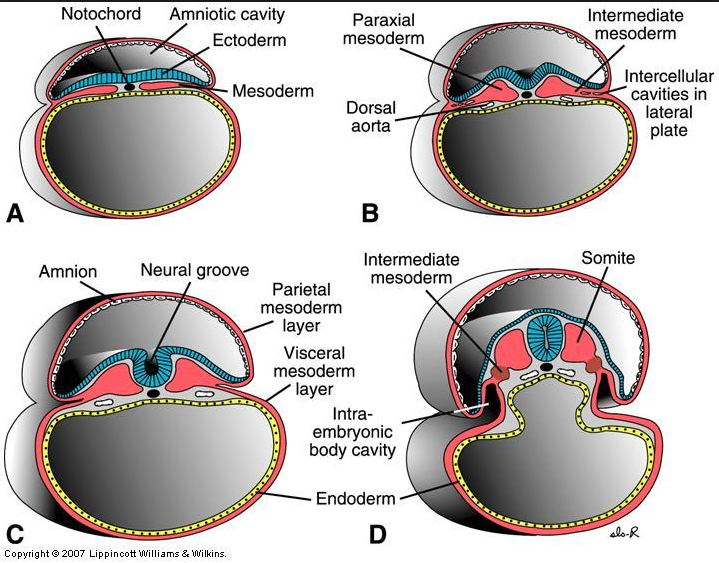 Notochord
Amniotic cavity
Ectoderm
Mesoderm
A
Paraxial
mesoderm
Intermediate
mesoderm
Intercellular
cavities in
lateral
plate
Dorsal
aorta
B
Amnion
Neural groove
Parietal
mesoderm
layer
Visceral
mesoderm
layer
Endoderm
C
Intermediate
mesoderm
Somite
Intra-
embryonic
body cavity
D
sls-R
Copyright © 2007 Lippincott Williams & Wilkins.